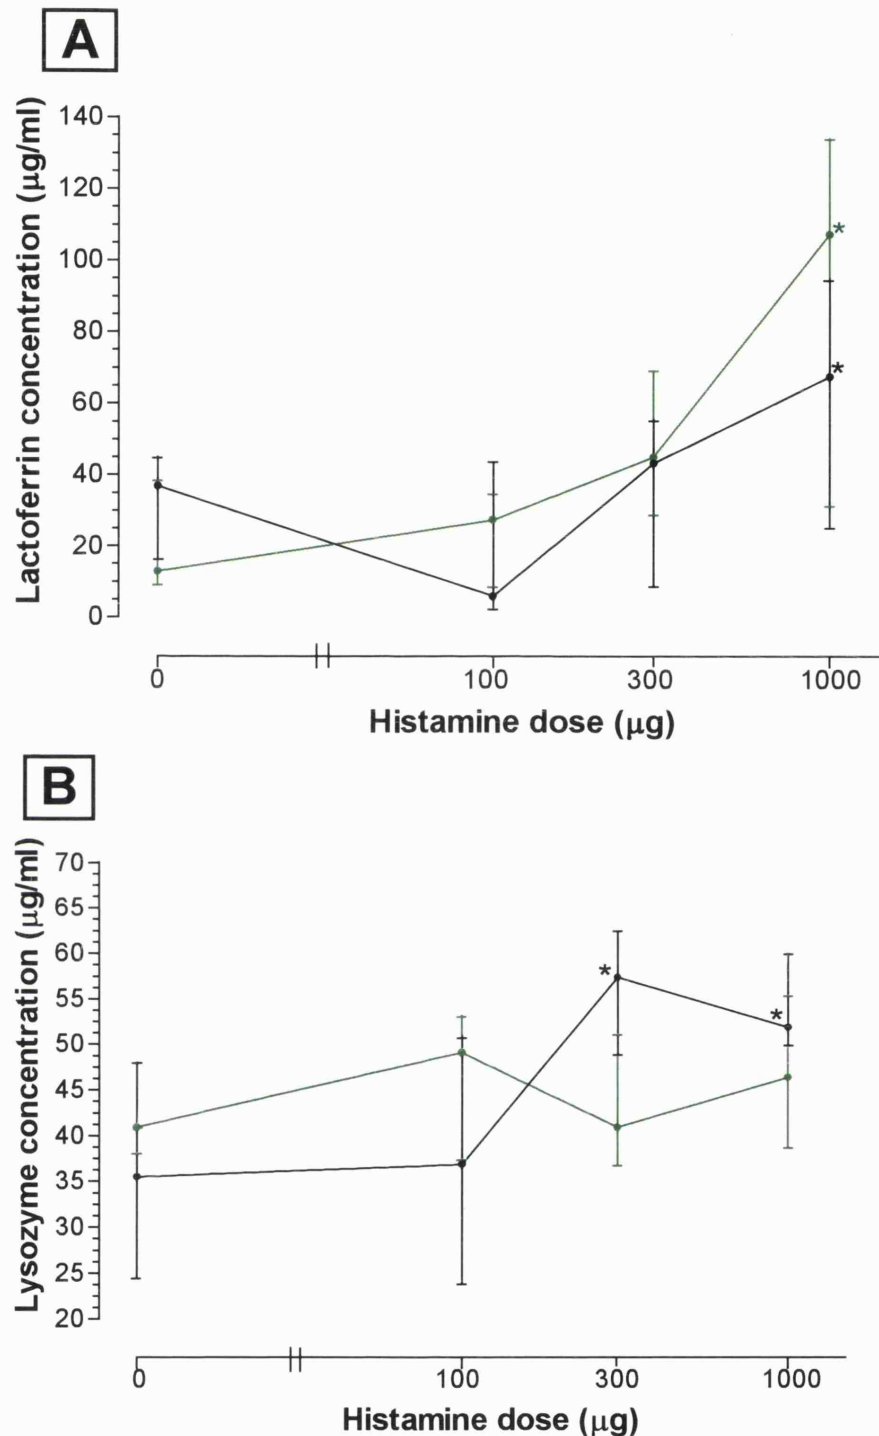 A
Lactoferrin concentration (μg/ml)
140
120
100
80
60
40
20
0
*
*
0 100 300 1000
Histamine dose (μg)
B
Lysozyme concentration (μg/ml)
70
65
60
55
50
45
40
35
30
25
20
*
*
0 100 300 1000
Histamine dose (μg)